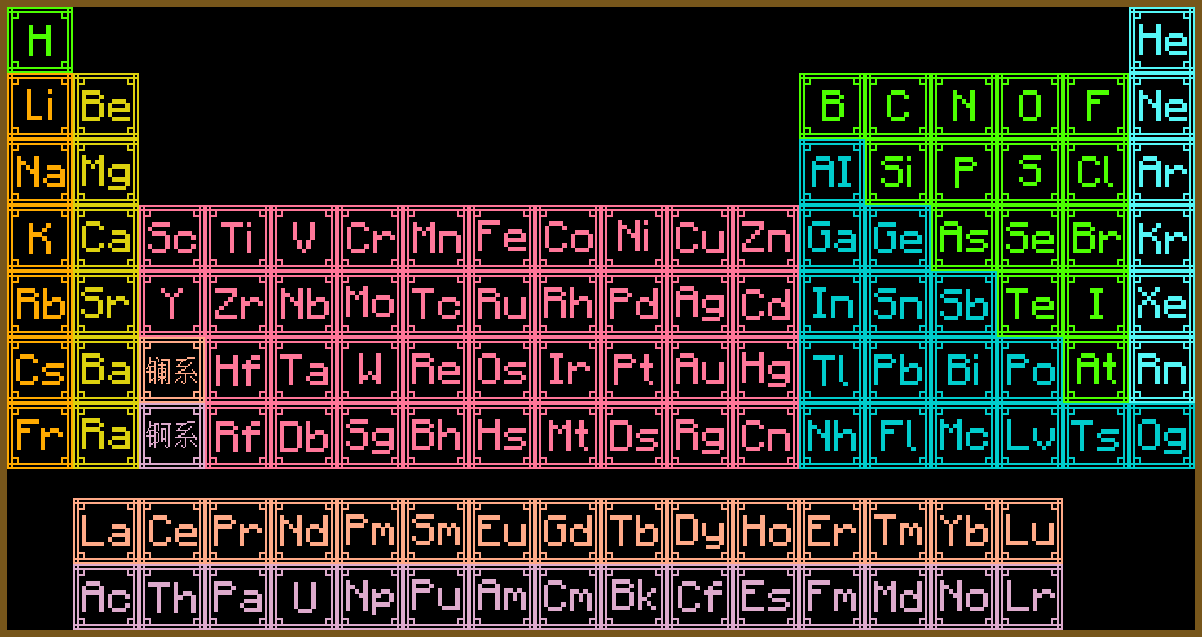 H He
Li Be B C N O F Ne
Na Mg Al Si P S Cl Ar
K Ca Sc Ti V Cr Mn Fe Co Ni Cu Zn Ga Ge As Se Br Kr
Rb Sr Y Zr Nb Mo Tc Ru Rh Pd Ag Cd In Sn Sb Te I Xe
Cs Ba 镧系 Hf Ta W Re Os Ir Pt Au Hg Tl Pb Bi Po At Rn
Fr Ra 锕系 Rf Db Sg Bh Hs Mt Ds Rg Cn Nh Fl Mc Lv Ts Og
La Ce Pr Nd Pm Sm Eu Gd Tb Dy Ho Er Tm Yb Lu
Ac Th Pa U Np Pu Am Cm Bk Cf Es Fm Md No Lr